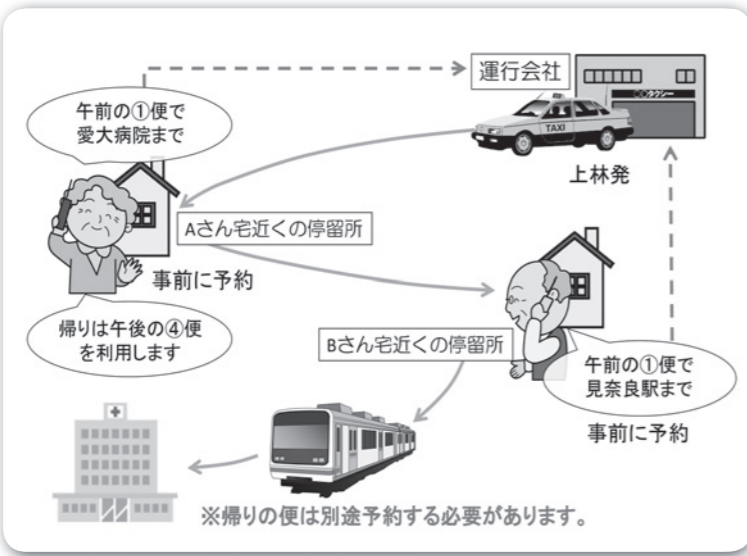 運行会社
○○タクシー
TAXI
上林発
午前の①便で
愛大病院まで
Aさん宅近くの停留所
事前に予約
帰りは午後の④便
を利用します
Bさん宅近くの停留所
午前の①便で
見奈良駅まで
事前に予約
※帰りの便は別途予約する必要があります。